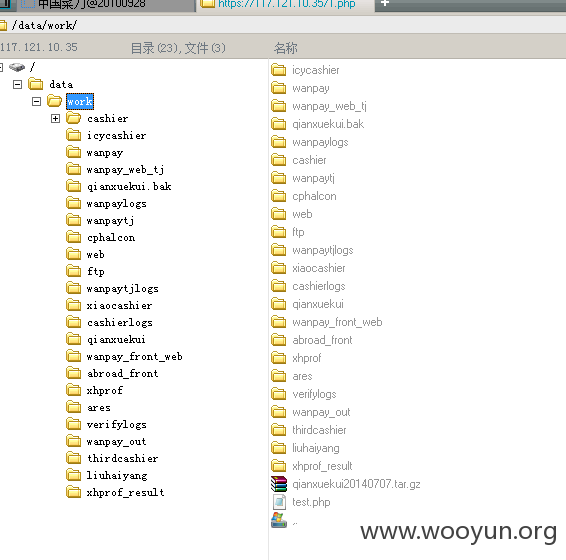 中国菜刀@20100928
https://117.121.10.35/1.php
/data/work/
117.121.10.35
目录(23),文件(3)
名称
/
data
work
cashier
icycashier
wanpay
wanpay_web_tj
qianxuekui.bak
wanpaylogs
wanpaytj
cphalcon
web
ftp
wanpaytjlogs
xiaocashier
cashierlogs
qianxuekui
wanpay_front_web
abroad_front
xhprof
ares
verifylogs
wanpay_out
thirdcashier
liuhaiyang
xhprof_result
icycashier
wanpay
wanpay_web_tj
qianxuekui.bak
wanpaylogs
cashier
wanpaytj
cphalcon
web
ftp
wanpaytjlogs
xiaocashier
cashierlogs
qianxuekui
wanpay_front_web
abroad_front
xhprof
ares
verifylogs
wanpay_out
thirdcashier
liuhaiyang
xhprof_result
qianxuekui20140707.tar.gz
test.php
..
www.wooyun.org